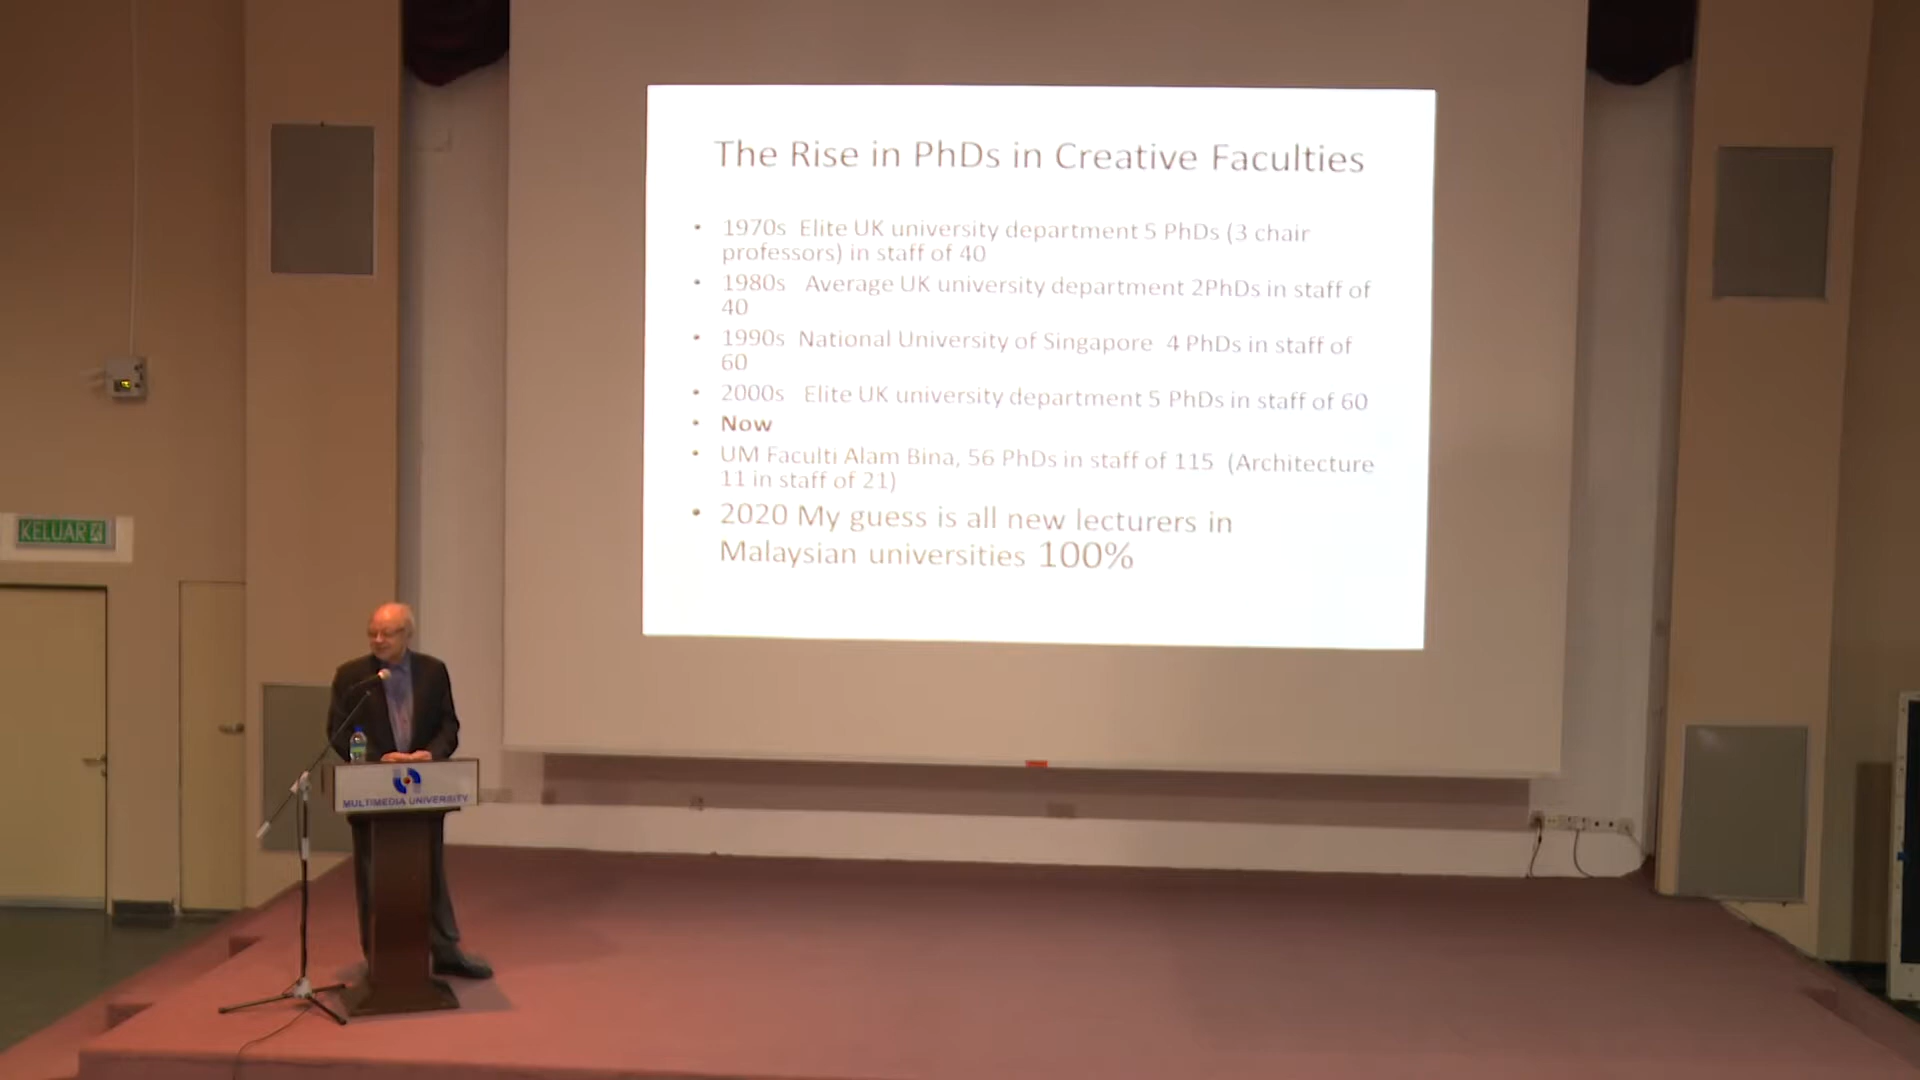 The Rise in PhDs in Creative Faculties
• 1970s Elite UK university department 5 PhDs (3 chair
professors) in staff of 40
• 1980s Average UK university department 2PhDs in staff of
40
• 1990s National University of Singapore 4 PhDs in staff of
60
• 2000s Elite UK university department 5 PhDs in staff of 60
• Now
• UM Faculti Alam Bina, 56 PhDs in staff of 115 (Architecture
11 in staff of 21)
• 2020 My guess is all new lecturers in
Malaysian universities 100%
KELUAR
MULTIMEDIA UNIVERSITY